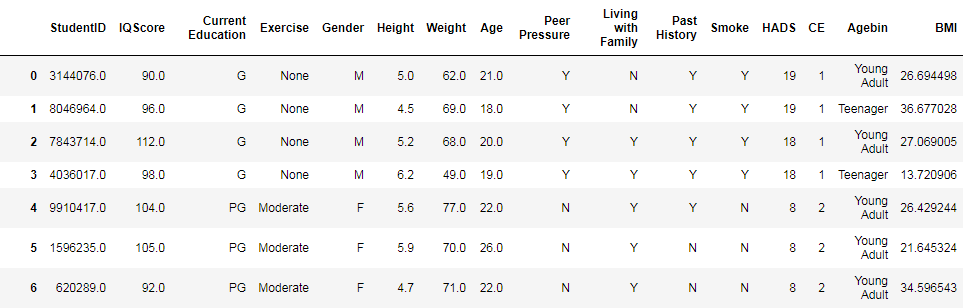 StudentID IQScore Current Education Exercise Gender Height Weight Age Peer Pressure Living with Family Past History Smoke HADS CE Agebin BMI
0 3144076.0 90.0 G None M 5.0 62.0 21.0 Y N Y Y 19 1 Young Adult 26.694498
1 8046964.0 96.0 G None M 4.5 69.0 18.0 Y N Y Y 19 1 Teenager 36.677028
2 7843714.0 112.0 G None M 5.2 68.0 20.0 Y Y Y Y 18 1 Young Adult 27.069005
3 4036017.0 98.0 G None M 6.2 49.0 19.0 Y Y Y Y 18 1 Teenager 13.720906
4 9910417.0 104.0 PG Moderate F 5.6 77.0 22.0 N Y Y N 8 2 Young Adult 26.429244
5 1596235.0 105.0 PG Moderate F 5.9 70.0 26.0 N Y N N 8 2 Young Adult 21.645324
6 620289.0 92.0 PG Moderate F 4.7 71.0 22.0 N Y N N 8 2 Young Adult 34.596543